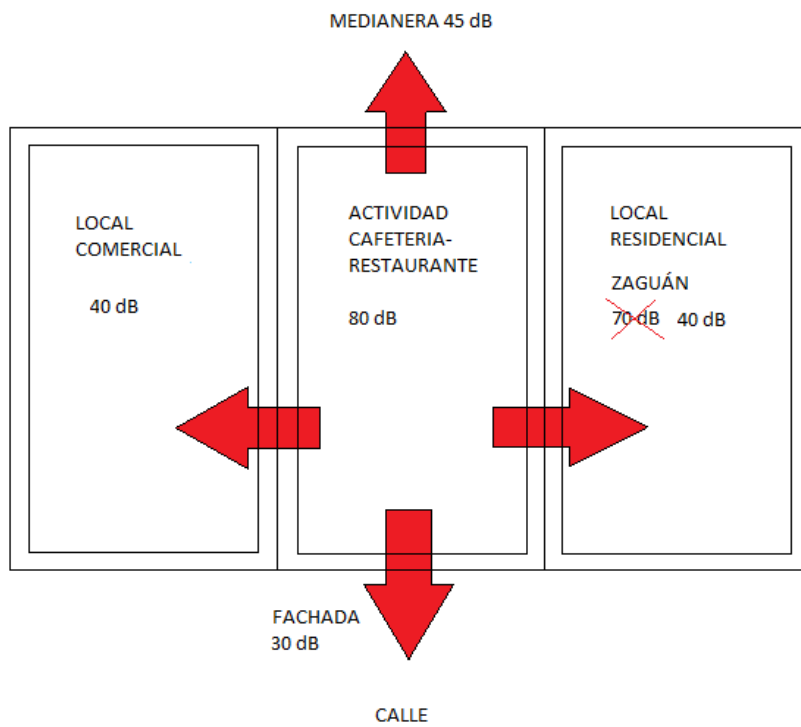 MEDIANERA 45 dB
LOCAL
COMERCIAL
40 dB
ACTIVIDAD
CAFETERIA-
RESTAURANTE
80 dB
LOCAL
RESIDENCIAL
ZAGUÁN
70 dB 40 dB
FACHADA
30 dB
CALLE